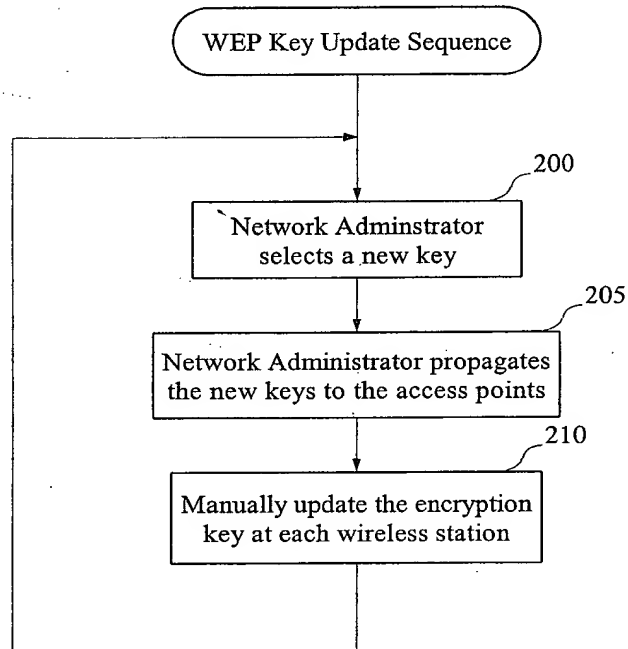 WEP Key Update Sequence
200
Network Adminstrator
selects a new key
205
Network Administrator propagates
the new keys to the access points
210
Manually update the encryption
key at each wireless station